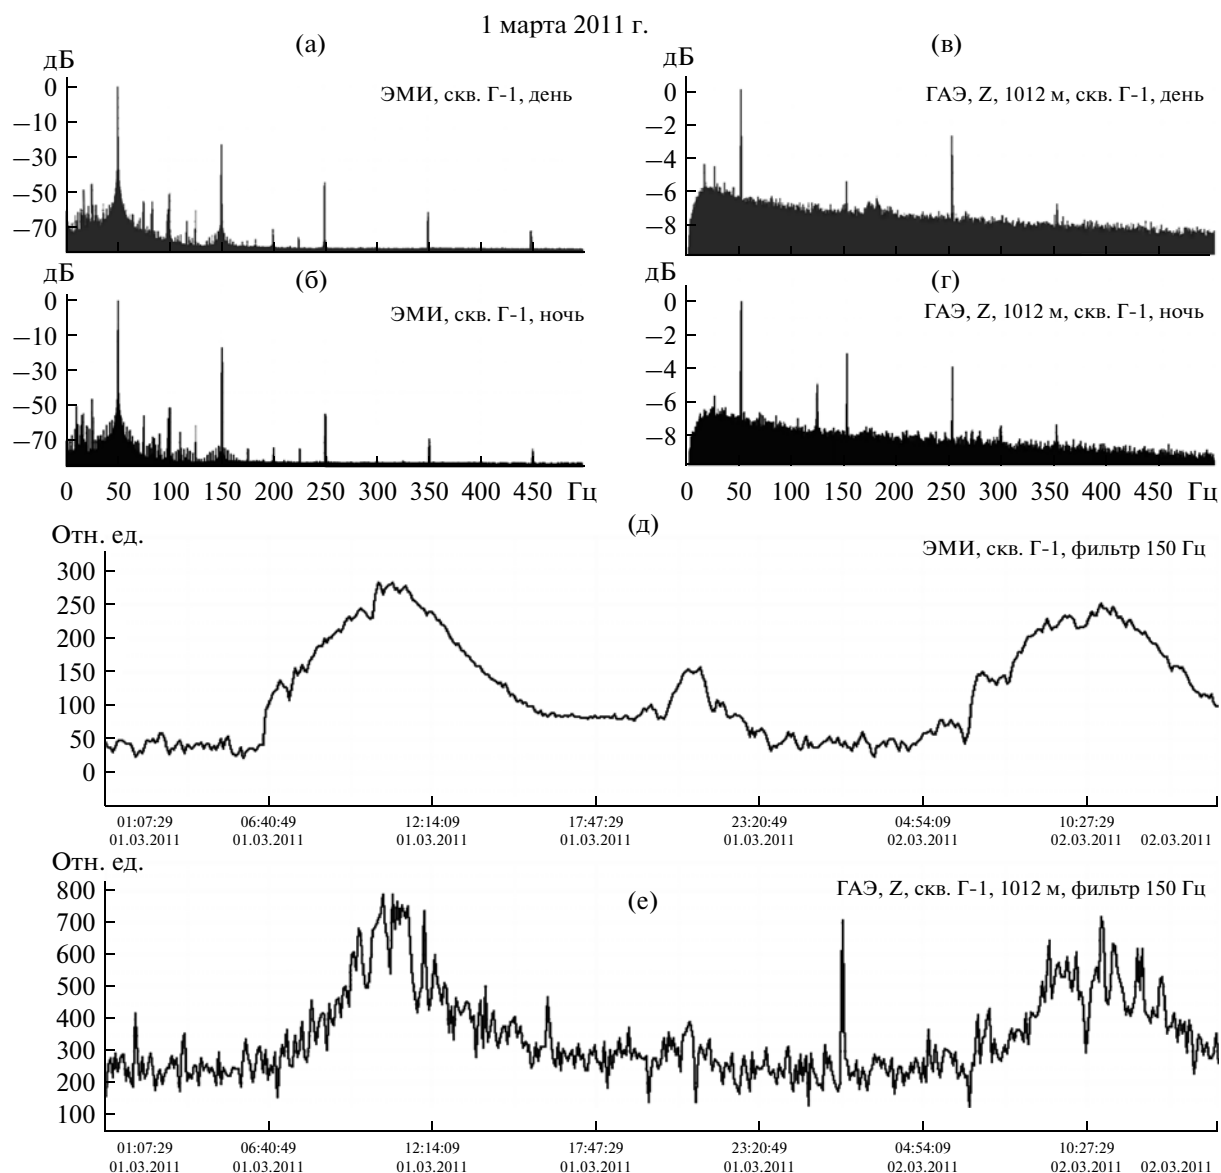 1 марта 2011 г.
(а)
дБ
ЭМИ, скв. Г-1, день
0
−10
−30
−50
−70
(в)
дБ
ГАЭ, Z, 1012 м, скв. Г-1, день
0
−2
−4
−6
−8
(б)
дБ
ЭМИ, скв. Г-1, ночь
0
−10
−30
−50
−70
0 50 100 150 200 250 300 350 400 450 Гц
(г)
дБ
ГАЭ, Z, 1012 м, скв. Г-1, ночь
0
−2
−4
−6
−8
0 50 100 150 200 250 300 350 400 450 Гц
(д)
Отн. ед.
ЭМИ, скв. Г-1, фильтр 150 Гц
300
250
200
150
100
50
0
01:07:29 06:40:49 12:14:09 17:47:29 23:20:49 04:54:09 10:27:29
01.03.2011 01.03.2011 01.03.2011 01.03.2011 01.03.2011 02.03.2011 02.03.2011 02.03.2011
Отн. ед.
(е)
ГАЭ, Z, скв. Г-1, 1012 м, фильтр 150 Гц
800
700
600
500
400
300
200
100
01:07:29 06:40:49 12:14:09 17:47:29 23:20:49 04:54:09 10:27:29
01.03.2011 01.03.2011 01.03.2011 01.03.2011 01.03.2011 02.03.2011 02.03.2011 02.03.2011